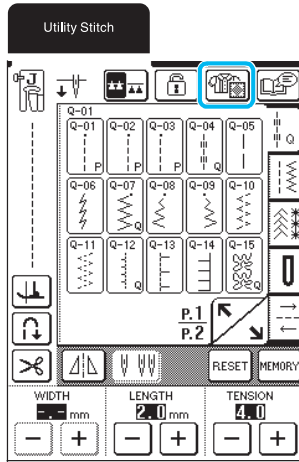 Utility Stitch
J
Q-01
Q-01 Q-02 Q-03 Q-04 Q-05
P P P Q
Q
Q-06 Q-07 Q-08 Q-09 Q-10
Q
Q-11 Q-12 Q-13 Q-14 Q-15
Q Q
P.1
P.2
RESET MEMORY
WIDTH LENGTH TENSION
-.- mm 2.0 mm 4.0
− + − + − +